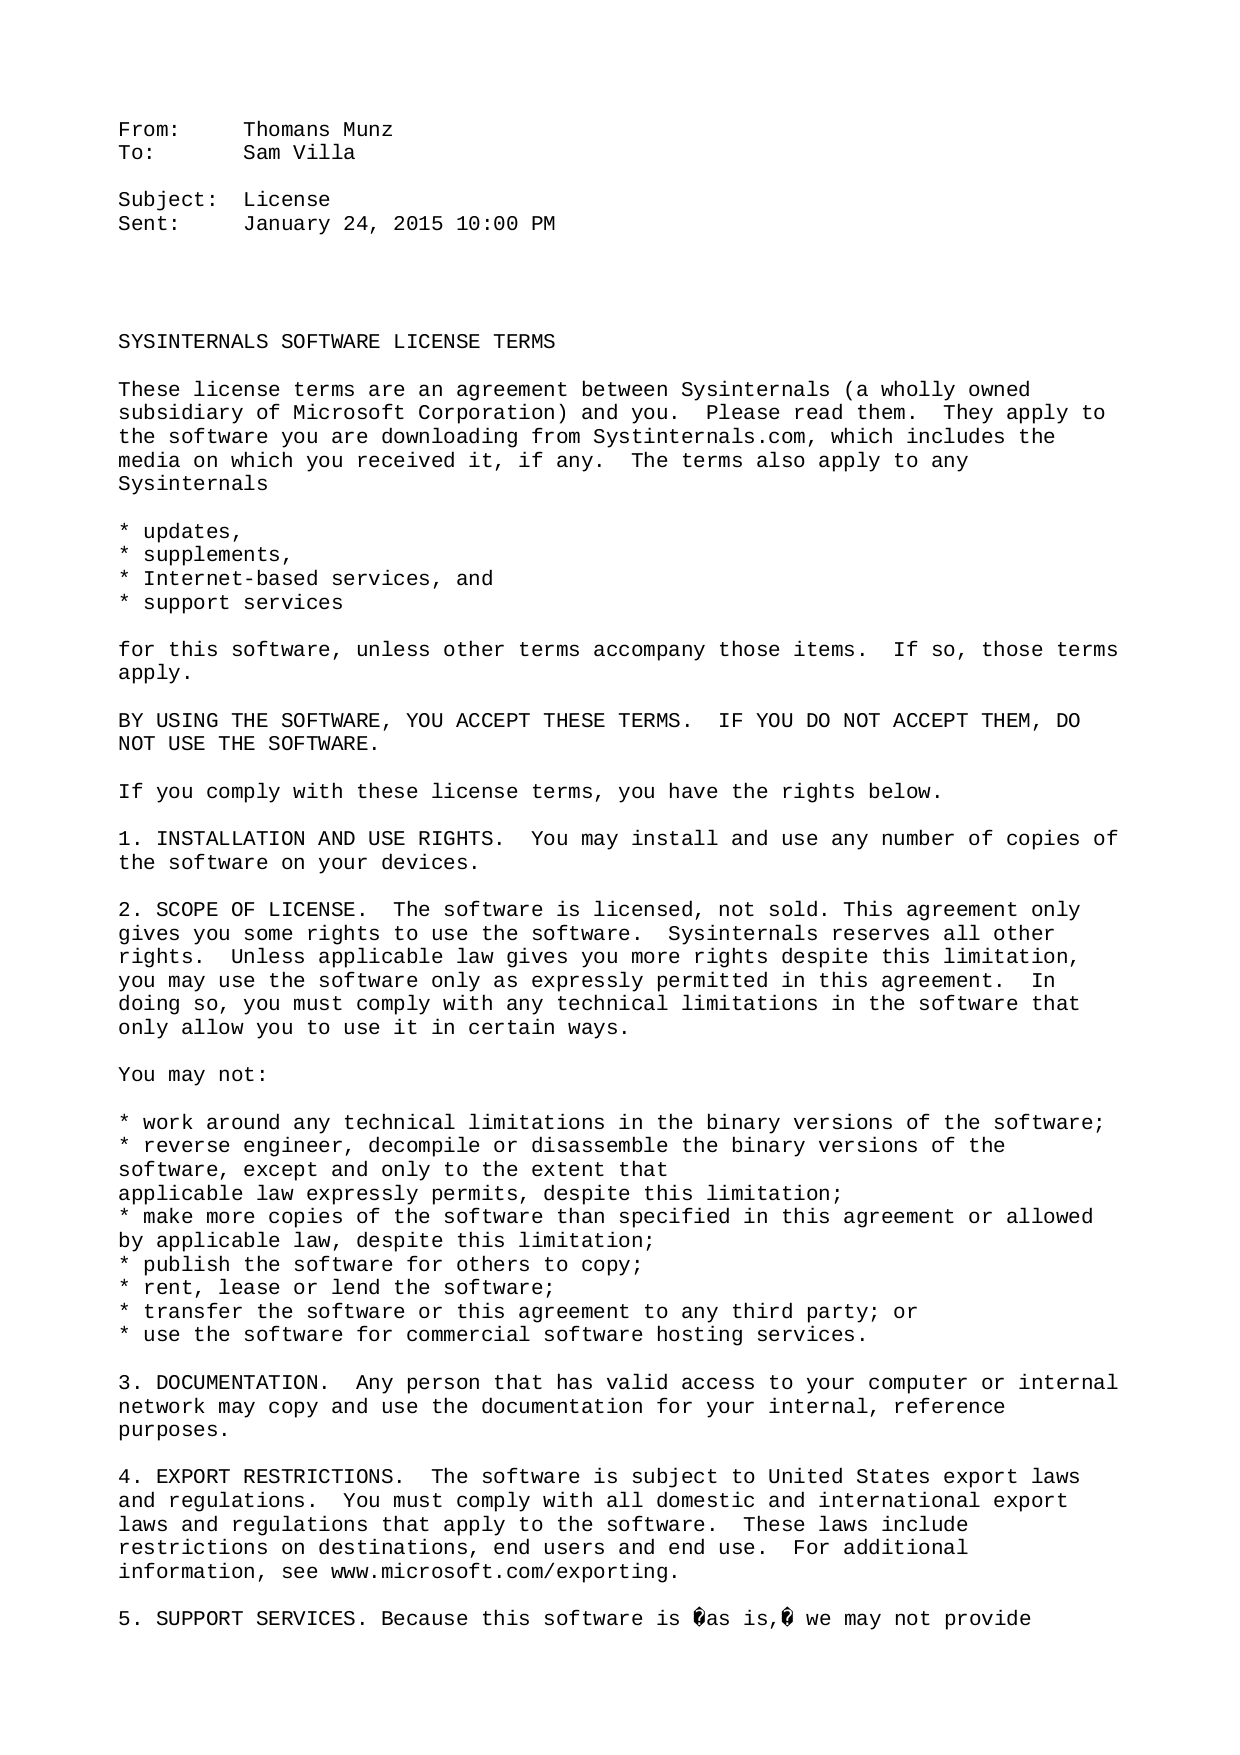 From:     Thomans Munz
To:       Sam Villa
Subject:  License
Sent:     January 24, 2015 10:00 PM
SYSINTERNALS SOFTWARE LICENSE TERMS
These license terms are an agreement between Sysinternals (a wholly owned
subsidiary of Microsoft Corporation) and you.  Please read them.  They apply to
the software you are downloading from Systinternals.com, which includes the
media on which you received it, if any.  The terms also apply to any
Sysinternals
* updates,
* supplements,
* Internet-based services, and
* support services
for this software, unless other terms accompany those items.  If so, those terms
apply.
BY USING THE SOFTWARE, YOU ACCEPT THESE TERMS.  IF YOU DO NOT ACCEPT THEM, DO
NOT USE THE SOFTWARE.
If you comply with these license terms, you have the rights below.
1. INSTALLATION AND USE RIGHTS.  You may install and use any number of copies of
the software on your devices.
2. SCOPE OF LICENSE.  The software is licensed, not sold. This agreement only
gives you some rights to use the software.  Sysinternals reserves all other
rights.  Unless applicable law gives you more rights despite this limitation,
you may use the software only as expressly permitted in this agreement.  In
doing so, you must comply with any technical limitations in the software that
only allow you to use it in certain ways.
You may not:
* work around any technical limitations in the binary versions of the software;
* reverse engineer, decompile or disassemble the binary versions of the
software, except and only to the extent that
applicable law expressly permits, despite this limitation;
* make more copies of the software than specified in this agreement or allowed
by applicable law, despite this limitation;
* publish the software for others to copy;
* rent, lease or lend the software;
* transfer the software or this agreement to any third party; or
* use the software for commercial software hosting services.
3. DOCUMENTATION.  Any person that has valid access to your computer or internal
network may copy and use the documentation for your internal, reference
purposes.
4. EXPORT RESTRICTIONS.  The software is subject to United States export laws
and regulations.  You must comply with all domestic and international export
laws and regulations that apply to the software.  These laws include
restrictions on destinations, end users and end use.  For additional
information, see www.microsoft.com/exporting.
5. SUPPORT SERVICES. Because this software is �as is,� we may not provide